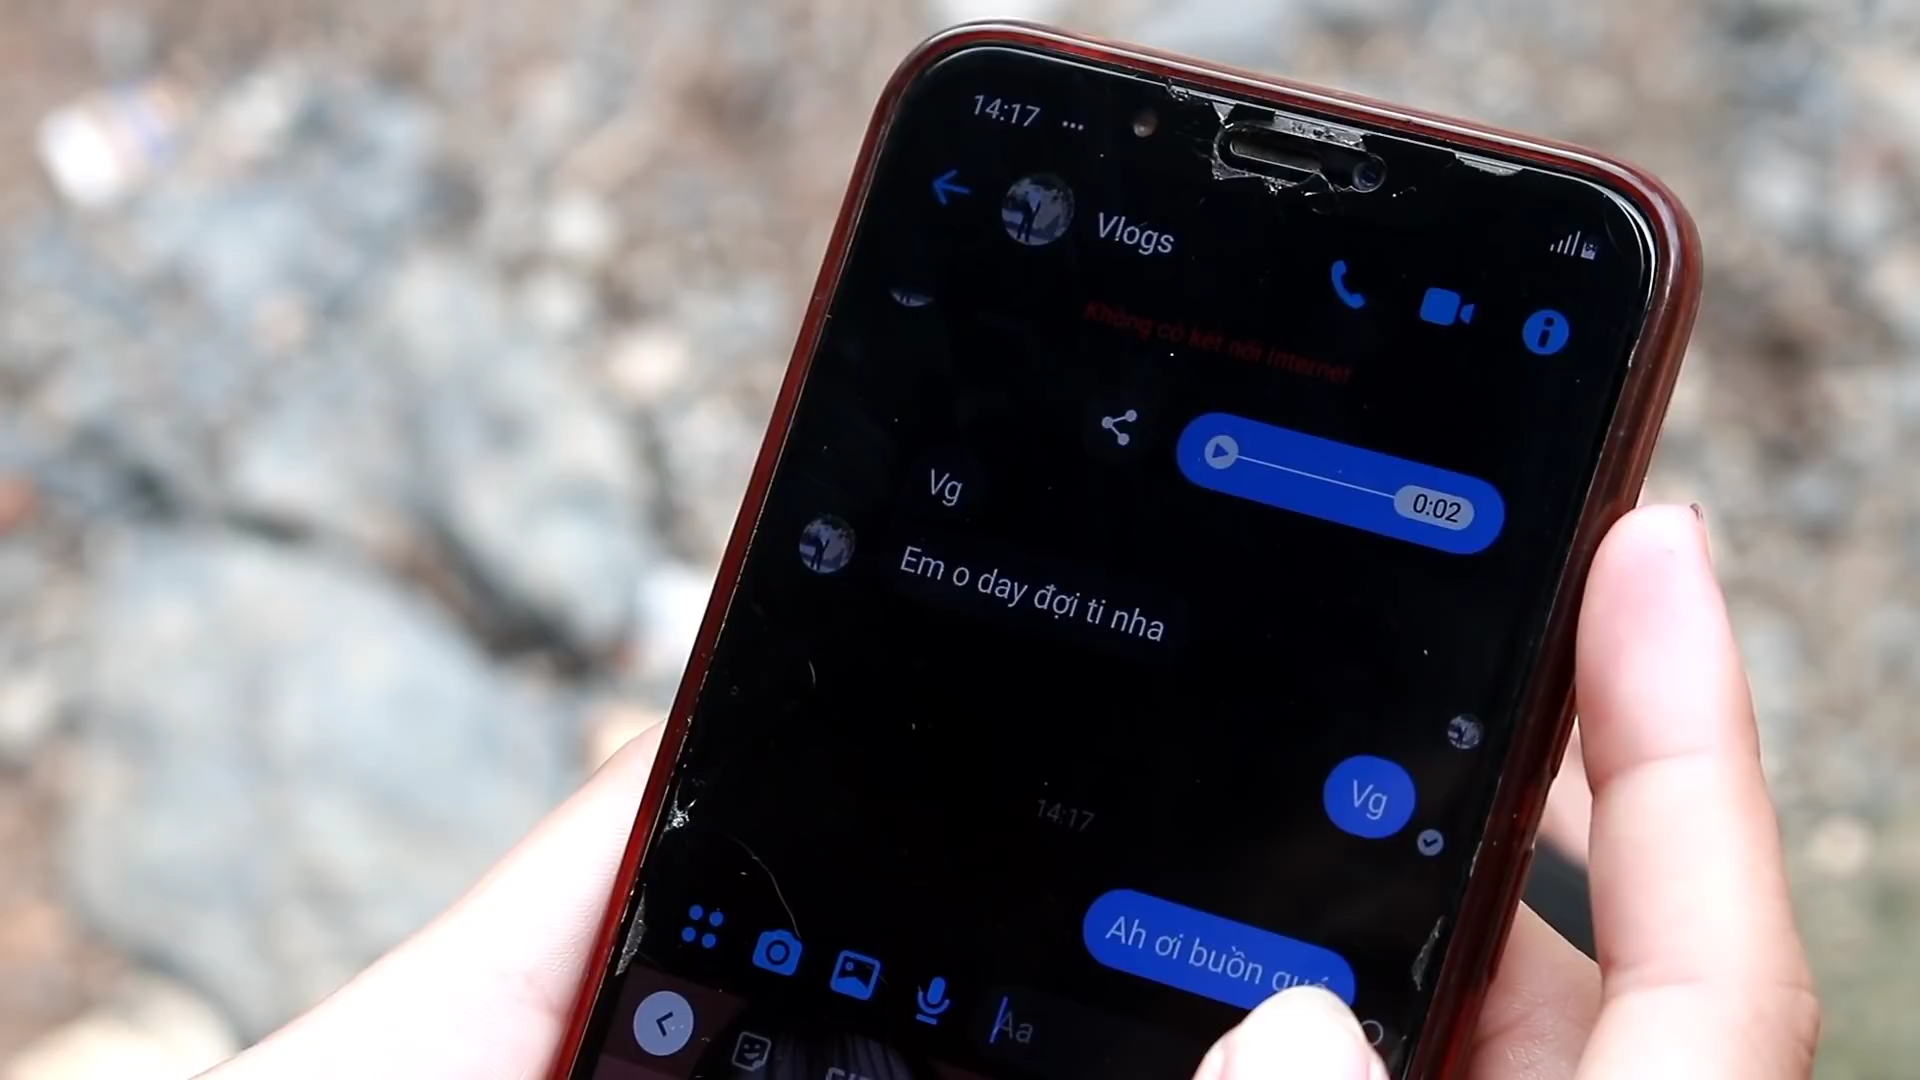 14:17 ...
Vlogs
Không có kết nối Internet
0:02
Vg
Em o day đợi ti nha
Vg
14:17
Ah ơi buồn quá
Aa